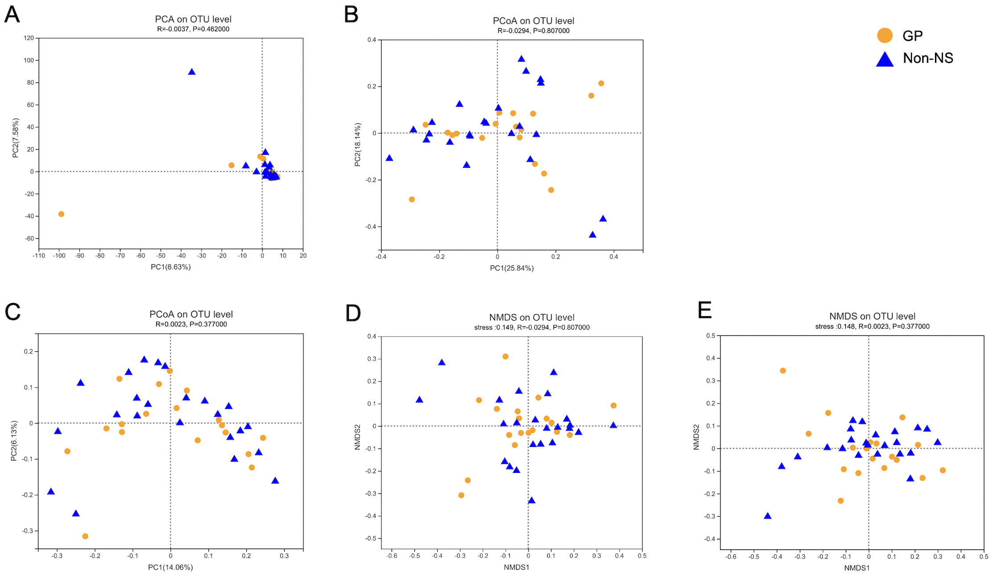 A
PCA on OTU level
R=-0.0037, P=0.462000
120
100
80
60
40
20
0
-20
-40
-60
PC2(7.58%)
-110 -100 -90 -80 -70 -60 -50 -40 -30 -20 -10 0 10 20
PC1(8.63%)
B
PCoA on OTU level
R=-0.0294, P=0.807000
0.4
0.2
0
-0.2
-0.4
PC2(18.14%)
-0.4 -0.2 0 0.2 0.4
PC1(25.84%)
GP
Non-NS
C
PCoA on OTU level
R=0.0023, P=0.377000
0.2
0.1
0
-0.1
-0.2
-0.3
PC2(6.13%)
-0.3 -0.2 -0.1 0 0.1 0.2 0.3
PC1(14.06%)
D
NMDS on OTU level
stress :0.149, R=-0.0294, P=0.807000
0.4
0.3
0.2
0.1
0
-0.1
-0.2
-0.3
-0.4
-0.5
NMDS2
-0.6 -0.5 -0.4 -0.3 -0.2 -0.1 0 0.1 0.2 0.3 0.4 0.5
NMDS1
E
NMDS on OTU level
stress :0.148, R=0.0023, P=0.377000
0.5
0.4
0.3
0.2
0.1
0
-0.1
-0.2
-0.3
-0.4
NMDS2
-0.6 -0.5 -0.4 -0.3 -0.2 -0.1 0 0.1 0.2 0.3 0.4 0.5
NMDS1